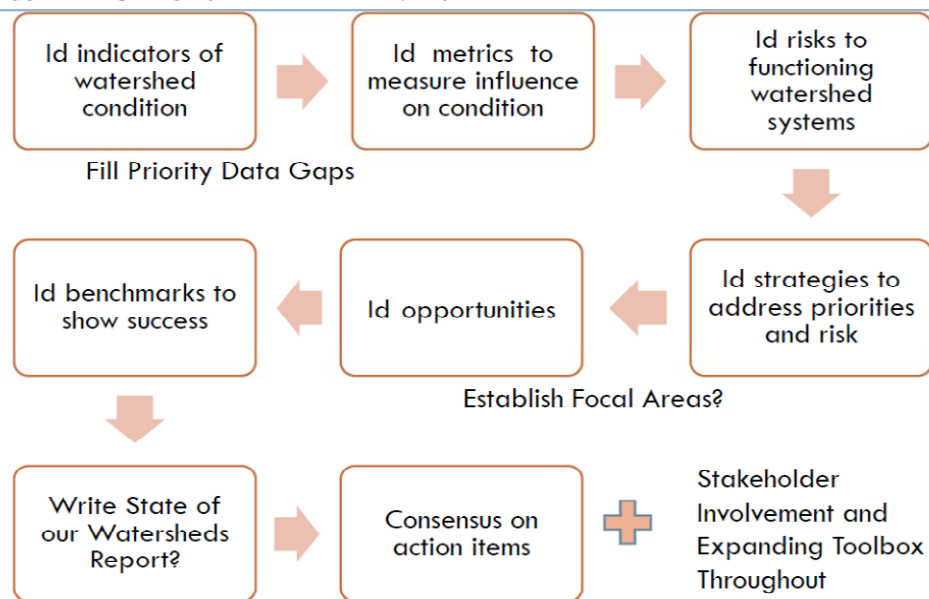 Id indicators of
watershed
condition
Id metrics to
measure influence
on condition
Id risks to
functioning
watershed
systems
Fill Priority Data Gaps
Id benchmarks to
show success
Id opportunities
Id strategies to
address priorities
and risk
Establish Focal Areas?
Write State of
our Watersheds
Report?
Consensus on
action items
Stakeholder
Involvement and
Expanding Toolbox
Throughout